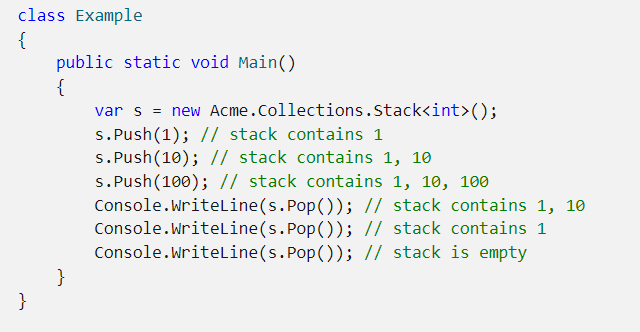 class Example
{
    public static void Main()
    {
        var s = new Acme.Collections.Stack<int>();
        s.Push(1); // stack contains 1
        s.Push(10); // stack contains 1, 10
        s.Push(100); // stack contains 1, 10, 100
        Console.WriteLine(s.Pop()); // stack contains 1, 10
        Console.WriteLine(s.Pop()); // stack contains 1
        Console.WriteLine(s.Pop()); // stack is empty
    }
}